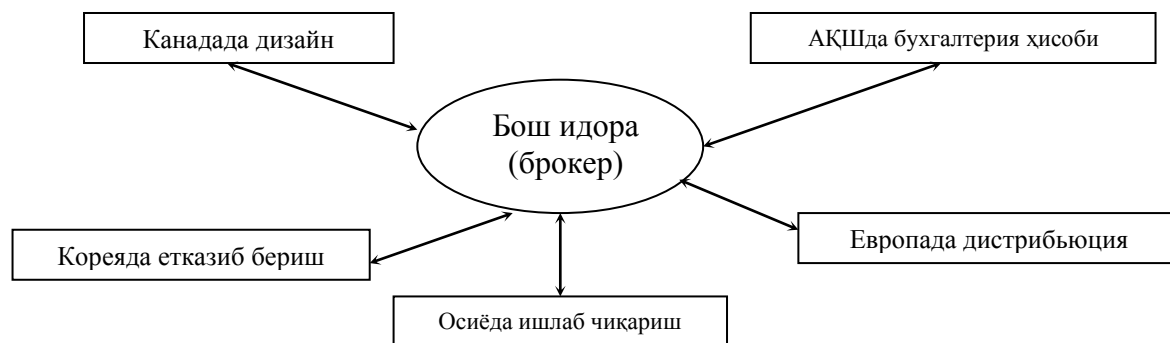 Канадада дизайн
АҚШда бухгалтерия ҳисоби
Бош идора
(брокер)
Кореяда етказиб бериш
Европада дистрибьюция
Осиёда ишлаб чиқариш